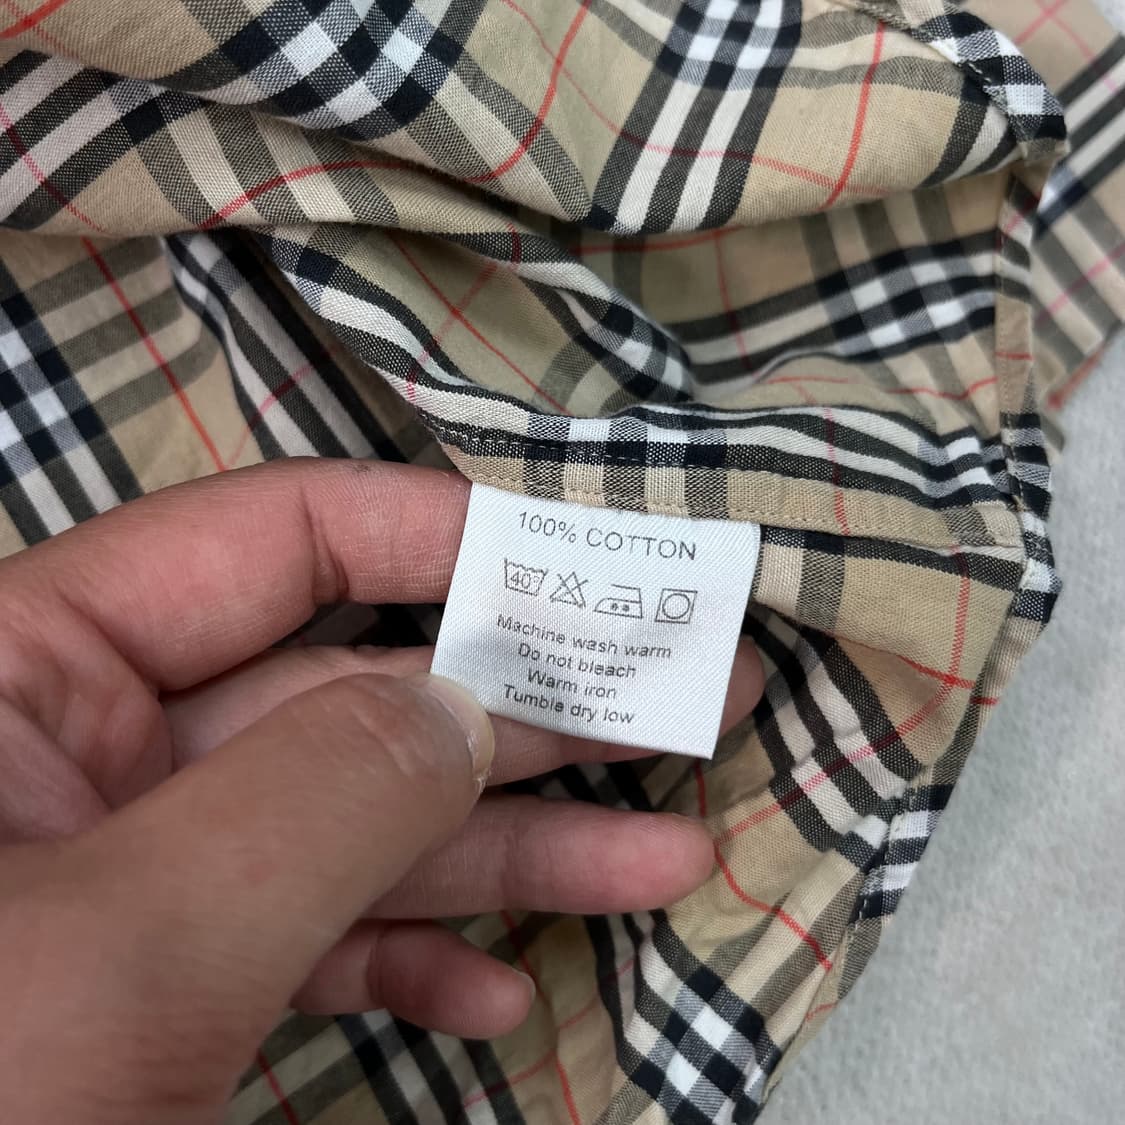 100% COTTON
40
Machine wash warm
Do not bleach
Warm iron
Tumble dry low